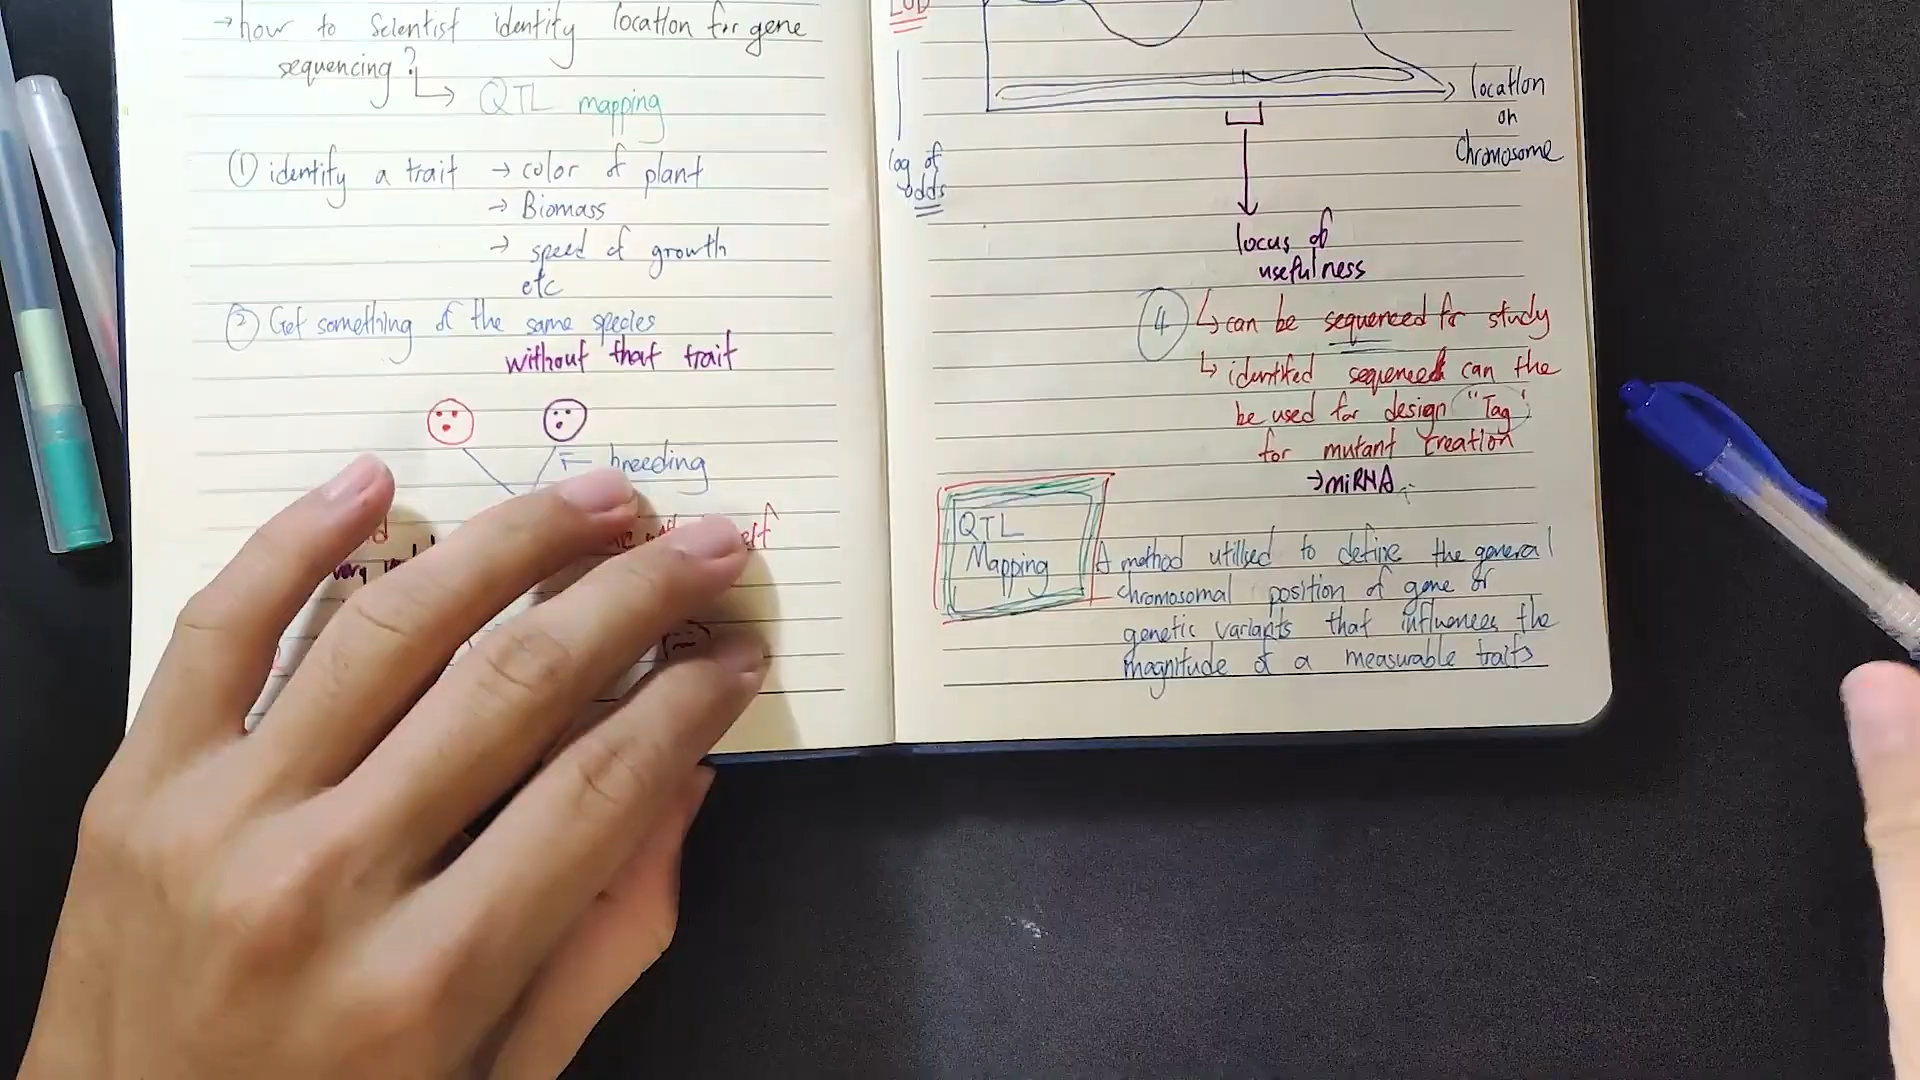 →how to Scientist identify location for gene
sequencing?
→ QTL mapping
① identify a trait → color of plant
→ Biomass
→ speed of growth
etc
② Get something of the same species
without that trait
← breeding
very
LOD
log of
odds
→ location
on
Chromosome
locus of
usefulness
④ ↳ can be sequenced for study
↳ identified sequenced can the
be used for design "Tag"
for mutant creation
→miRNA
QTL
Mapping
A method utilised to define the general
chromosomal position of gene or
genetic variants that influences the
magnitude of a measurable traits